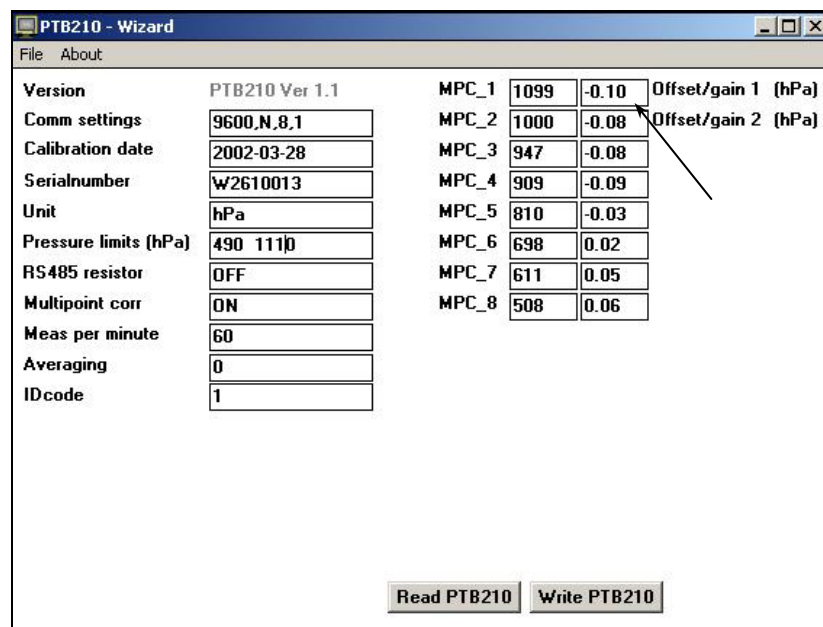 PTB210 - Wizard
File About
Version PTB210 Ver 1.1 MPC_1 1099 -0.10 Offset/gain 1 (hPa)
Comm settings 9600,N,8,1 MPC_2 1000 -0.08 Offset/gain 2 (hPa)
Calibration date 2002-03-28 MPC_3 947 -0.08
Serialnumber W2610013 MPC_4 909 -0.09
Unit hPa MPC_5 810 -0.03
Pressure limits (hPa) 490 1110 MPC_6 698 0.02
RS485 resistor OFF MPC_7 611 0.05
Multipoint corr ON MPC_8 508 0.06
Meas per minute 60
Averaging 0
IDcode 1
Read PTB210 Write PTB210